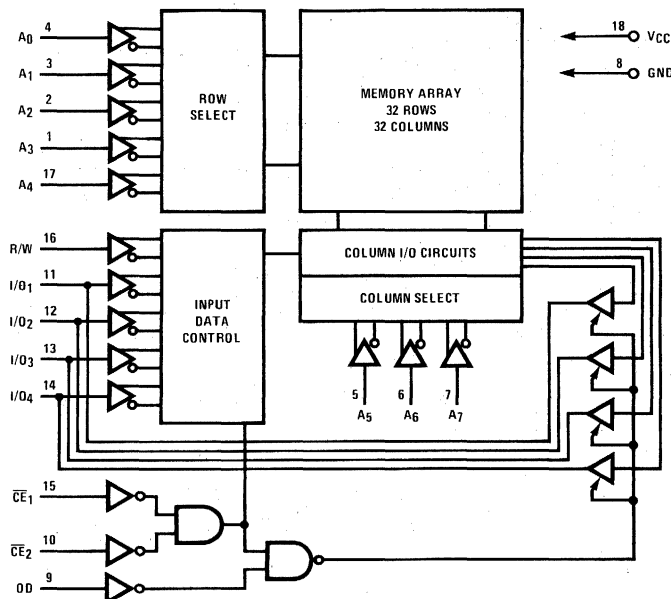 A0 4
A1 3
A2 2
A3 1
A4 17
ROW
SELECT
MEMORY ARRAY
32 ROWS
32 COLUMNS
18 VCC
8 GND
R/W 16
I/O1 11
I/O2 12
I/O3 13
I/O4 14
INPUT
DATA
CONTROL
COLUMN I/O CIRCUITS
COLUMN SELECT
5 6 7
A5 A6 A7
CE1 15
CE2 10
OD 9